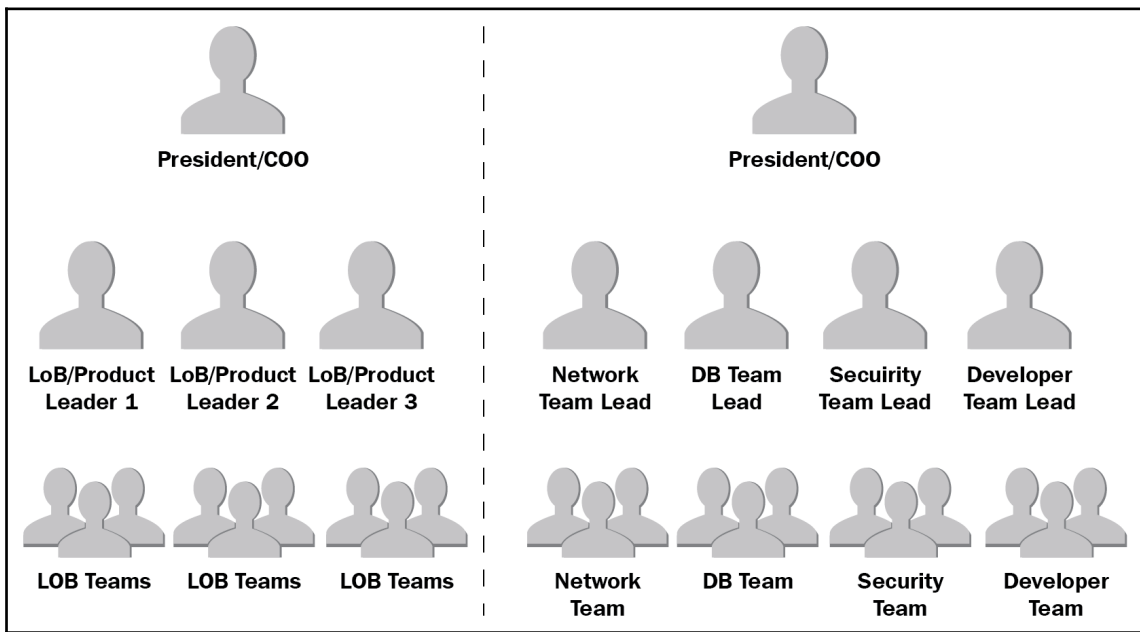 President/COO
President/COO
LoB/Product
Leader 1
LoB/Product
Leader 2
LoB/Product
Leader 3
Network
Team Lead
DB Team
Lead
Secuirity
Team Lead
Developer
Team Lead
LOB Teams
LOB Teams
LOB Teams
Network
Team
DB Team
Security
Team
Developer
Team